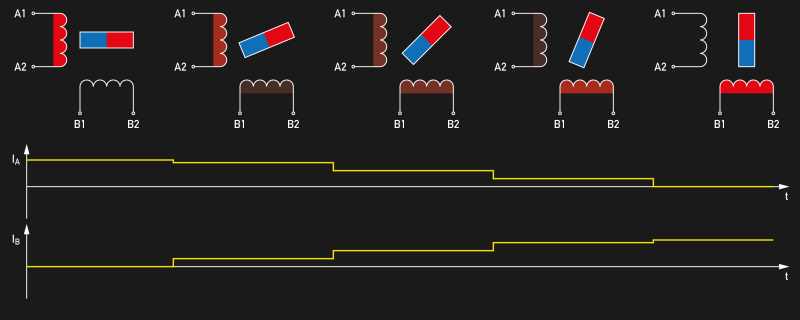 A1 A1 A1 A1 A1
A2 A2 A2 A2 A2
B1 B2 B1 B2 B1 B2 B1 B2 B1 B2
IA
t
IB
t